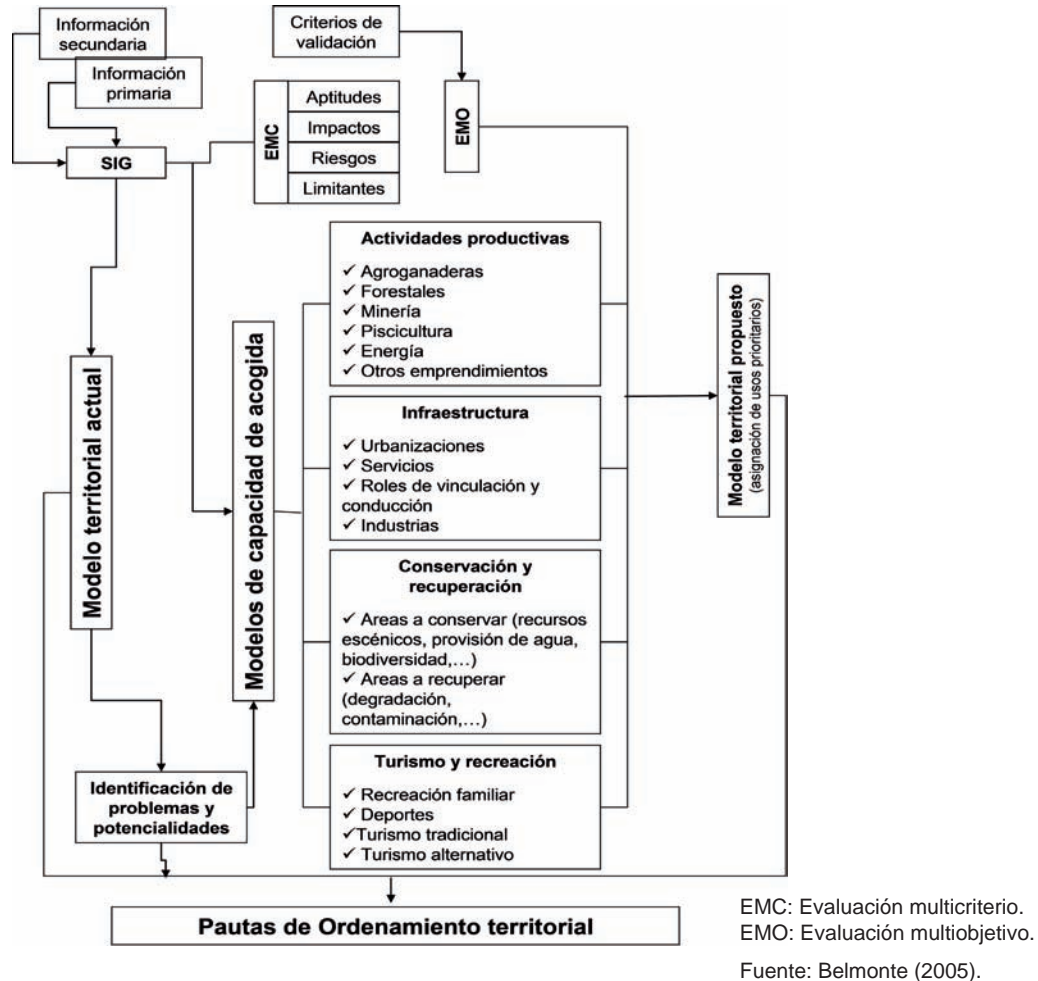 Información
secundaria
Información
primaria
SIG
Criterios de
validación
EMC
Aptitudes
Impactos
Riesgos
Limitantes
EMO
Modelo territorial actual
Identificación de
problemas y
potencialidades
Modelos de capacidad de acogida
Actividades productivas
✓ Agroganaderas
✓ Forestales
✓ Minería
✓ Piscicultura
✓ Energía
✓ Otros emprendimientos
Infraestructura
✓ Urbanizaciones
✓ Servicios
✓ Roles de vinculación y
conducción
✓ Industrias
Conservación y
recuperación
✓ Areas a conservar (recursos
escénicos, provisión de agua,
biodiversidad,…)
✓ Areas a recuperar
(degradación,
contaminación,…)
Turismo y recreación
✓ Recreación familiar
✓ Deportes
✓Turismo tradicional
✓ Turismo alternativo
Modelo territorial propuesto
(asignación de usos prioritarios)
Pautas de Ordenamiento territorial
EMC: Evaluación multicriterio.
EMO: Evaluación multiobjetivo.
Fuente: Belmonte (2005).